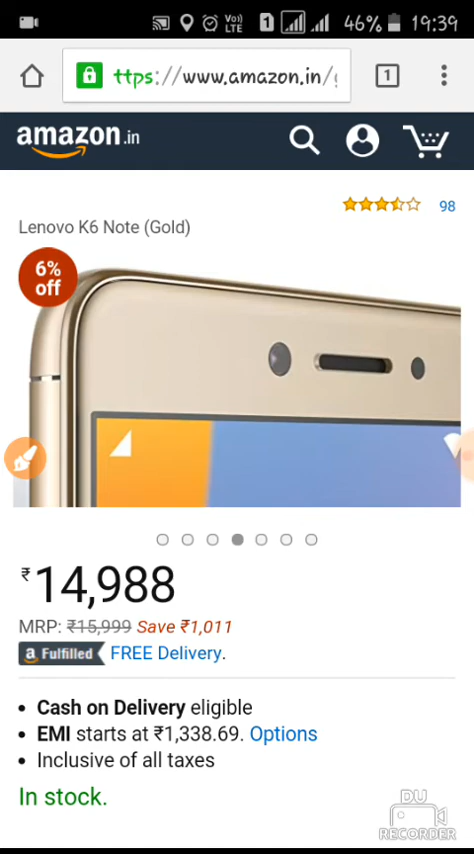 Vo)) LTE 1 46% 19:39
ttps://www.amazon.in/
1
amazon.in
98
Lenovo K6 Note (Gold)
6%
off
₹14,988
MRP: ₹15,999 Save ₹1,011
a Fulfilled FREE Delivery.
• Cash on Delivery eligible
• EMI starts at ₹1,338.69. Options
• Inclusive of all taxes
In stock.
DU
RECORDER